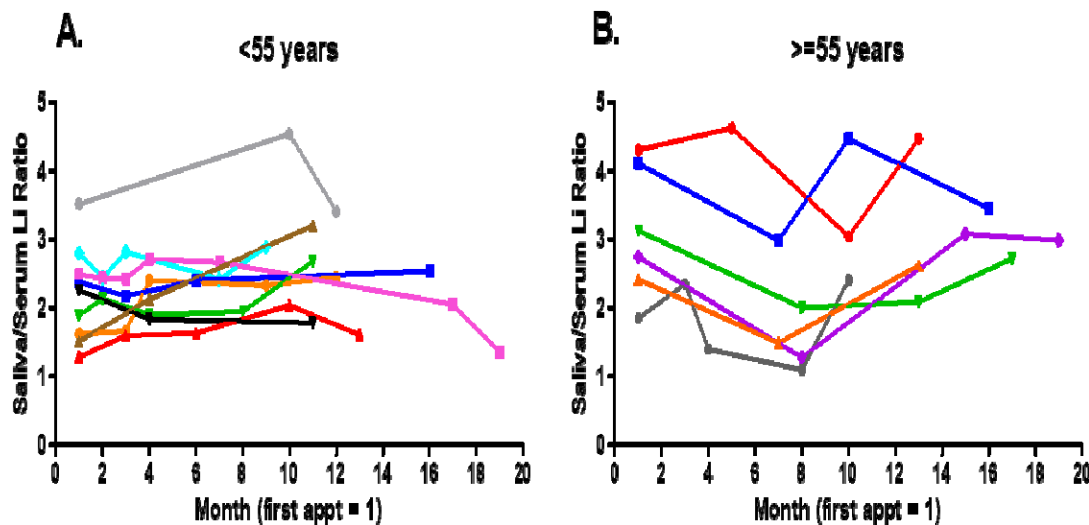 A.
<55 years
Saliva/Serum Li Ratio
5
4
3
2
1
0
0 2 4 6 8 10 12 14 16 18 20
Month (first appt = 1)
B.
>=55 years
Saliva/Serum Li Ratio
5
4
3
2
1
0
0 2 4 6 8 10 12 14 16 18 20
Month (first appt = 1)